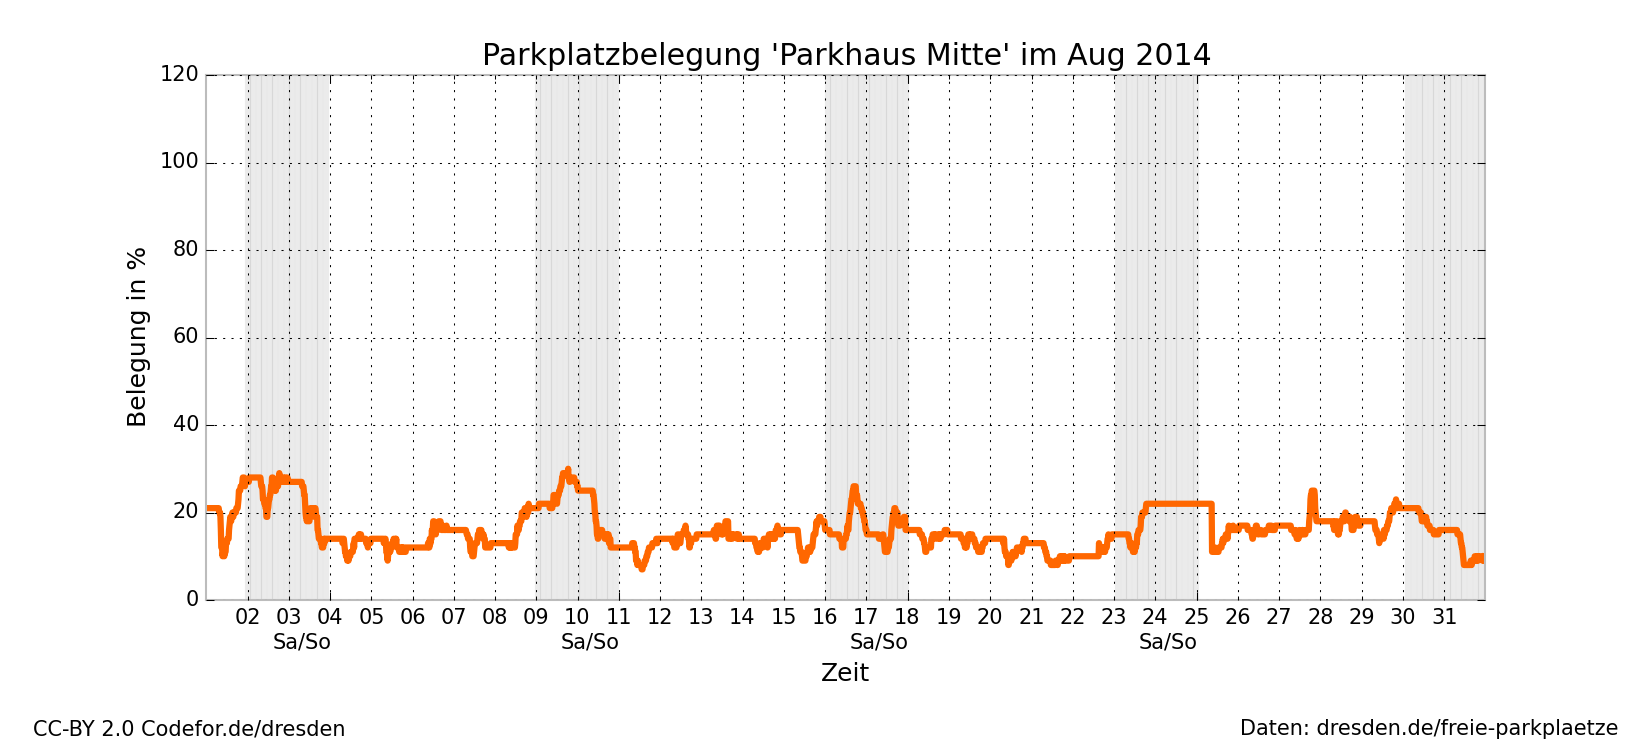 Parkplatzbelegung 'Parkhaus Mitte' im Aug 2014
120
100
80
60
40
20
0
Belegung in %
02 03 04 05 06 07 08 09 10 11 12 13 14 15 16 17 18 19 20 21 22 23 24 25 26 27 28 29 30 31
Sa/So Sa/So Sa/So Sa/So
Zeit
CC-BY 2.0 Codefor.de/dresden
Daten: dresden.de/freie-parkplaetze